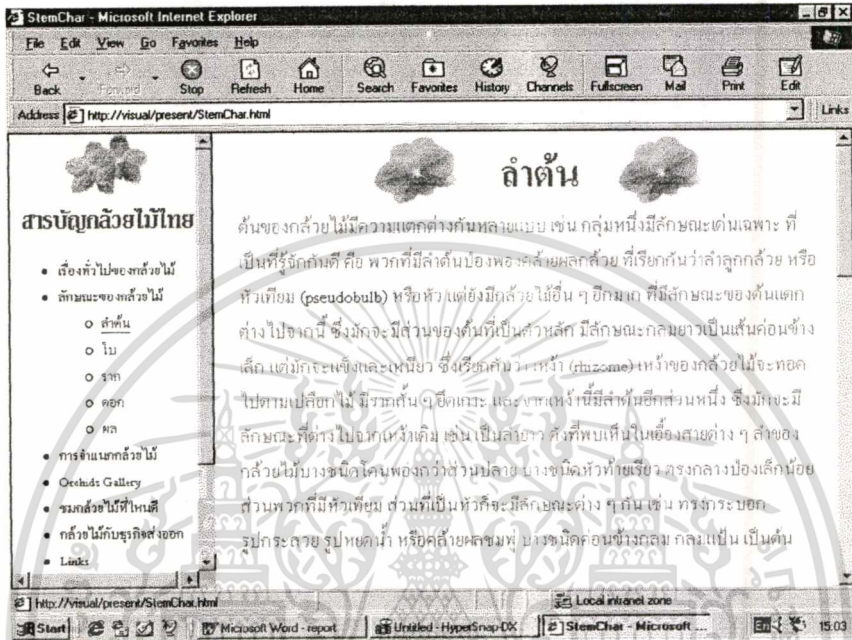 StemChar - Microsoft Internet Explorer
File Edit View Go Favorites Help
Back Forward Stop Refresh Home Search Favorites History Channels Fullscreen Mail Print Edit
Address http://visual/present/StemChar.html Links
สารบัญกล้วยไม้ไทย
เรื่องทั่วไปของกล้วยไม้
ลักษณะของกล้วยไม้
ลำต้น
ใบ
ราก
ดอก
ผล
การจำแนกกล้วยไม้
Orchids Gallery
ชมกล้วยไม้ที่ไหนดี
กล้วยไม้กับธุรกิจส่งออก
Links
ลำต้น
ต้นของกล้วยไม้มีความแตกต่างกันหลายแบบ เช่น กลุ่มหนึ่งมีลักษณะเด่นเฉพาะ ที่
เป็นที่รู้จักกันดี คือ พวกที่มีลำต้นป่องพองคล้ายผลกล้วย ที่เรียกกันว่าลำลูกกล้วย หรือ
หัวเทียม (pseudobulb) หรือหัว แต่ยังมีกล้วยไม้อื่น ๆ อีกมาก ที่มีลักษณะของต้นแตก
ต่างไปจากนี้ ซึ่งมักจะมีส่วนของต้นที่เป็นลำหลัก มีลักษณะกลมยาวเป็นเส้นค่อนข้าง
เล็ก แต่มักจะแข็งและเหนียว ซึ่งเรียกกันว่า เหง้า (rhizome) เหง้าของกล้วยไม้จะทอด
ไปตามเปลือกไม้ มีรากสั้น ๆ ยึดเกาะ และจากเหง้านี้มีลำต้นอีกส่วนหนึ่ง ซึ่งมักจะมี
ลักษณะที่ต่างไปจากเหง้าเดิม เช่น เป็นลำยาว ดังที่พบเห็นในเอื้องสายต่าง ๆ ลำของ
กล้วยไม้บางชนิดโคนพองกว่าส่วนปลาย บางชนิดหัวท้ายเรียว ตรงกลางป่องเล็กน้อย
ส่วนพวกที่มีหัวเทียม ส่วนที่เป็นหัวก็จะมีลักษณะต่าง ๆ กัน เช่น ทรงกระบอก
รูปกระสวย รูปหยดน้ำ หรือคล้ายผลชมพู่ บางชนิดค่อนข้างกลม กลมแป้น เป็นต้น
http://visual/present/StemChar.html Local intranet zone
Start Microsoft Word - report Untitled - HyperSnap-DX StemChar - Microsoft ... 15:03